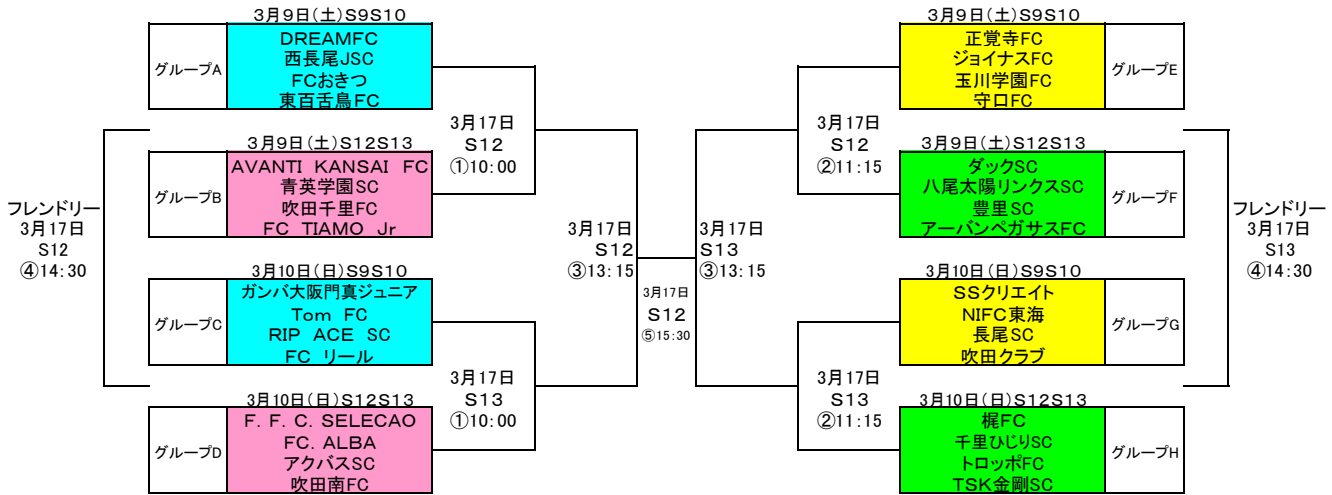 3月9日(土)S9S10
グループA
DREAMFC
西長尾JSC
FCおきつ
東百舌鳥FC
3月9日(土)S12S13
グループB
AVANTI KANSAI FC
青英学園SC
吹田千里FC
FC TIAMO Jr
3月10日(日)S9S10
グループC
ガンバ大阪門真ジュニア
Tom FC
RIP ACE SC
FC リール
3月10日(日)S12S13
グループD
F. F. C. SELECAO
FC. ALBA
アクバスSC
吹田南FC
フレンドリー
3月17日
S12
④14:30
3月17日
S12
①10:00
3月17日
S13
①10:00
3月17日
S12
③13:15
3月17日
S12
⑤15:30
3月17日
S13
③13:15
3月17日
S12
②11:15
3月17日
S13
②11:15
3月9日(土)S9S10
正覚寺FC
ジョイナスFC
玉川学園FC
守口FC
グループE
3月9日(土)S12S13
ダックSC
八尾太陽リンクスSC
豊里SC
アーバンペガサスFC
グループF
3月10日(日)S9S10
SSクリエイト
NIFC東海
長尾SC
吹田クラブ
グループG
3月10日(日)S12S13
梶FC
千里ひじりSC
トロッポFC
TSK金剛SC
グループH
フレンドリー
3月17日
S13
④14:30